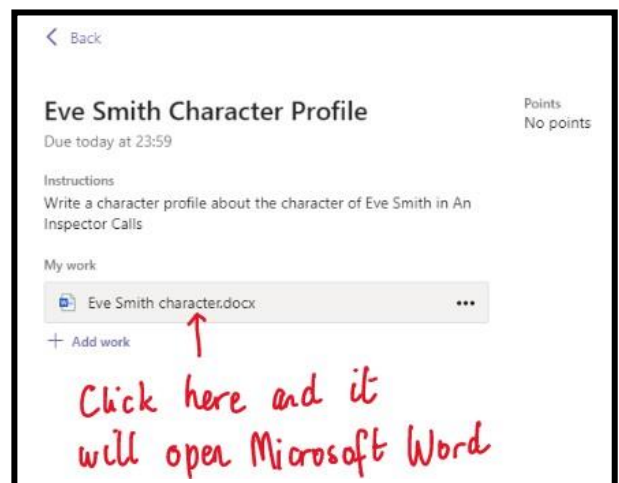 Back
Eve Smith Character Profile
Points
No points
Due today at 23:59
Instructions
Write a character profile about the character of Eve Smith in An
Inspector Calls
My work
Eve Smith character.docx
+ Add work
Click here and it
will open Microsoft Word